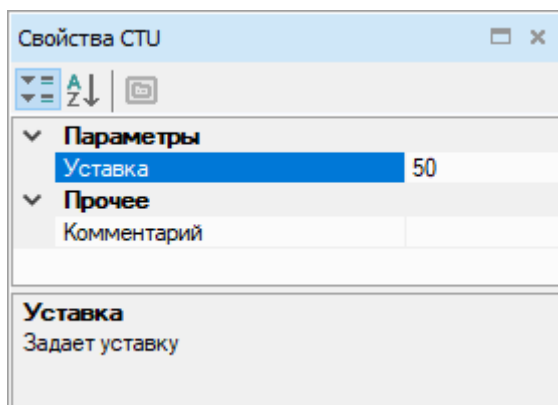 Свойства CTU
Параметры
Уставка 50
Прочее
Комментарий
Уставка
Задает уставку